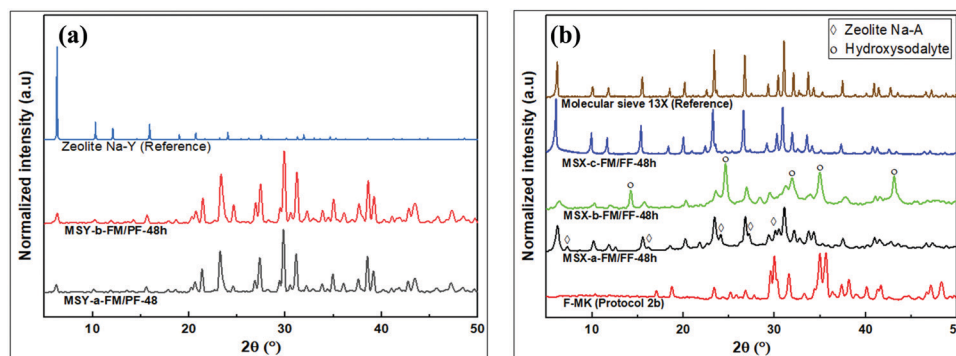 (a)
Normalized intensity (a.u)
Zeolite Na-Y (Reference)
MSY-b-FM/PF-48h
MSY-a-FM/PF-48
10 20 30 40 50
2θ (°)
(b)
◊ Zeolite Na-A
○ Hydroxysodalyte
Normalized intensity (a.u)
Molecular sieve 13X (Reference)
MSX-c-FM/FF-48h
MSX-b-FM/FF-48h
MSX-a-FM/FF-48h
F-MK (Protocol 2b)
10 20 30 40 50
2θ (°)